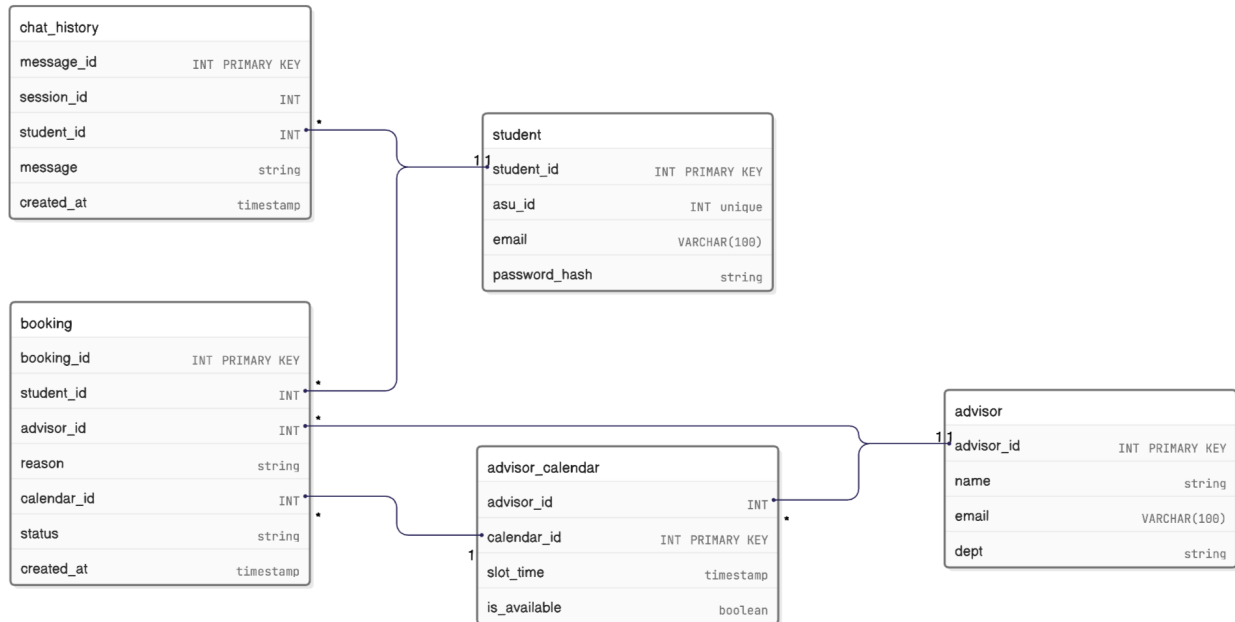 chat_history
message_id INT PRIMARY KEY
session_id INT
student_id INT *
message string
created_at timestamp
student
1 1 student_id INT PRIMARY KEY
asu_id INT unique
email VARCHAR(100)
password_hash string
booking
booking_id INT PRIMARY KEY
student_id INT *
advisor_id INT *
reason string
calendar_id INT *
status string
created_at timestamp
advisor_calendar
advisor_id INT *
1 calendar_id INT PRIMARY KEY
slot_time timestamp
is_available boolean
advisor
1 1 advisor_id INT PRIMARY KEY
name string
email VARCHAR(100)
dept string